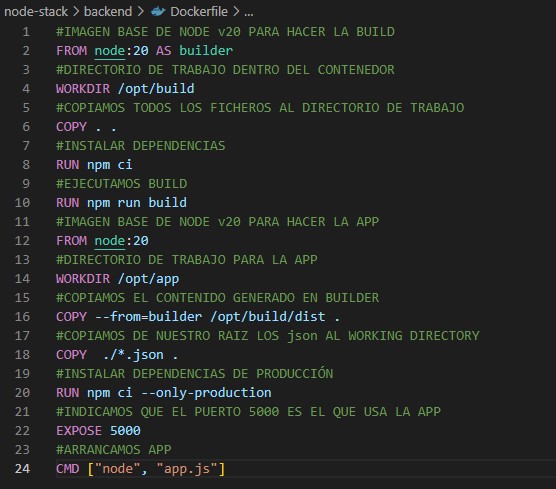 node-stack > backend > Dockerfile > ...
1 #IMAGEN BASE DE NODE v20 PARA HACER LA BUILD
2 FROM node:20 AS builder
3 #DIRECTORIO DE TRABAJO DENTRO DEL CONTENEDOR
4 WORKDIR /opt/build
5 #COPIAMOS TODOS LOS FICHEROS AL DIRECTORIO DE TRABAJO
6 COPY . .
7 #INSTALAR DEPENDENCIAS
8 RUN npm ci
9 #EJECUTAMOS BUILD
10 RUN npm run build
11 #IMAGEN BASE DE NODE v20 PARA HACER LA APP
12 FROM node:20
13 #DIRECTORIO DE TRABAJO PARA LA APP
14 WORKDIR /opt/app
15 #COPIAMOS EL CONTENIDO GENERADO EN BUILDER
16 COPY --from=builder /opt/build/dist .
17 #COPIAMOS DE NUESTRO RAIZ LOS json AL WORKING DIRECTORY
18 COPY  ./*.json .
19 #INSTALAR DEPENDENCIAS DE PRODUCCIÓN
20 RUN npm ci --only-production
21 #INDICAMOS QUE EL PUERTO 5000 ES EL QUE USA LA APP
22 EXPOSE 5000
23 #ARRANCAMOS APP
24 CMD ["node", "app.js"]